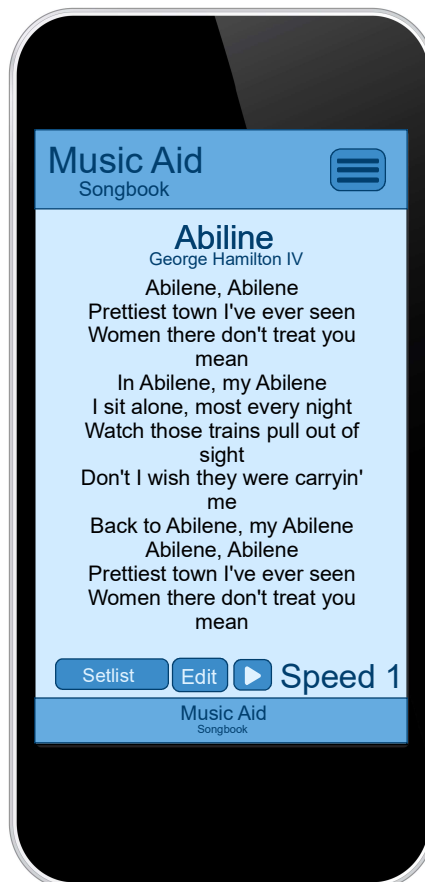 Music Aid
Songbook
Abiline
George Hamilton IV
Abilene, Abilene
Prettiest town I've ever seen
Women there don't treat you
mean
In Abilene, my Abilene
I sit alone, most every night
Watch those trains pull out of
sight
Don't I wish they were carryin'
me
Back to Abilene, my Abilene
Abilene, Abilene
Prettiest town I've ever seen
Women there don't treat you
mean
Setlist Edit Speed 1
Music Aid
Songbook